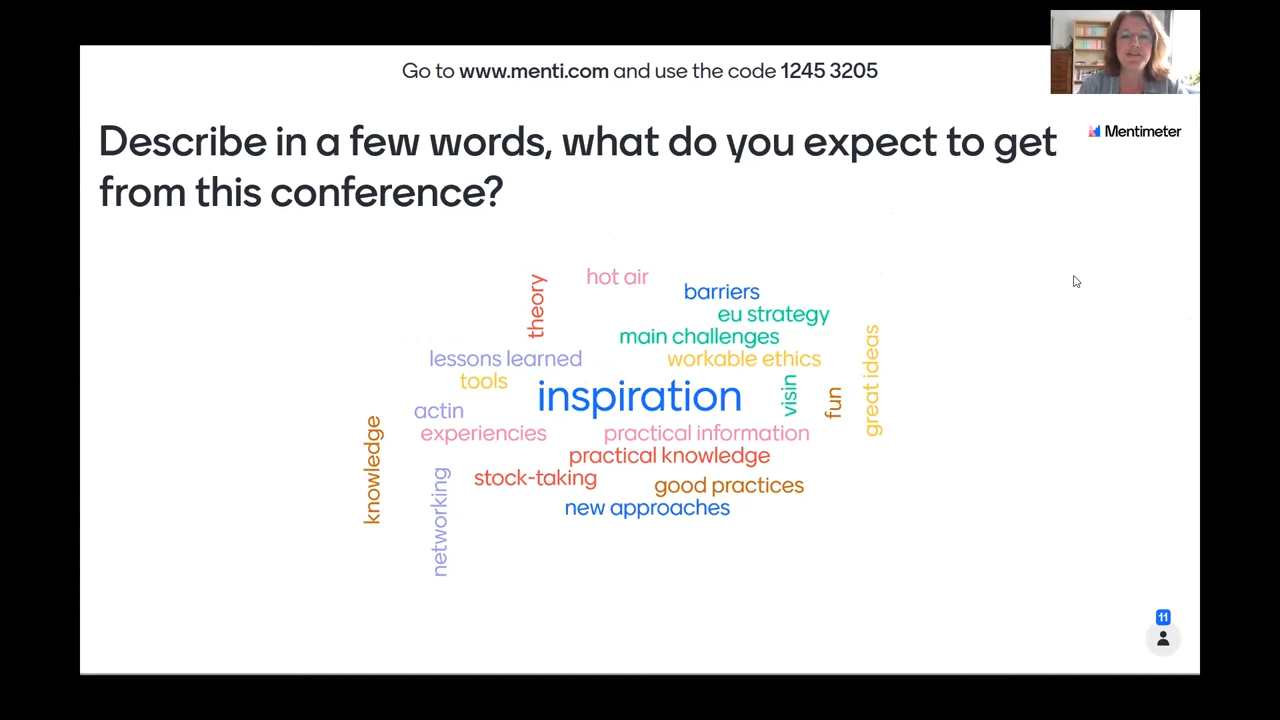 Go to www.menti.com and use the code 1245 3205
Mentimeter
Describe in a few words, what do you expect to get
from this conference?
hot air
theory
barriers
eu strategy
main challenges
lessons learned
workable ethics
great ideas
tools
inspiration
visin
fun
actin
experiencies
practical information
knowledge
practical knowledge
stock-taking
good practices
networking
new approaches
11